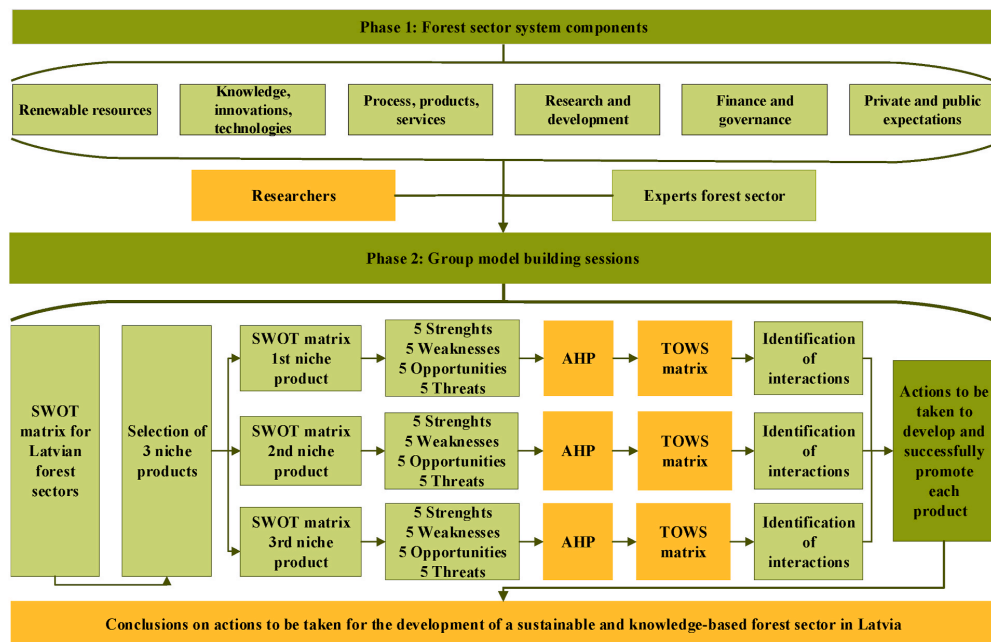 Phase 1: Forest sector system components
Renewable resources
Knowledge,
innovations,
technologies
Process, products,
services
Research and
development
Finance and
governance
Private and public
expectations
Researchers
Experts forest sector
Phase 2: Group model building sessions
SWOT
matrix for
Latvian
forest
sectors
Selection of
3 niche
products
SWOT matrix
1st niche
product
5 Strenghts
5 Weaknesses
5 Opportunities
5 Threats
AHP
TOWS
matrix
Identification
of
interactions
SWOT matrix
2nd niche
product
5 Strenghts
5 Weaknesses
5 Opportunities
5 Threats
AHP
TOWS
matrix
Identification
of
interactions
SWOT matrix
3rd niche
product
5 Strenghts
5 Weaknesses
5 Opportunities
5 Threats
AHP
TOWS
matrix
Identification
of
interactions
Actions to be
taken to
develop and
successfully
promote
each
product
Conclusions on actions to be taken for the development of a sustainable and knowledge-based forest sector in Latvia